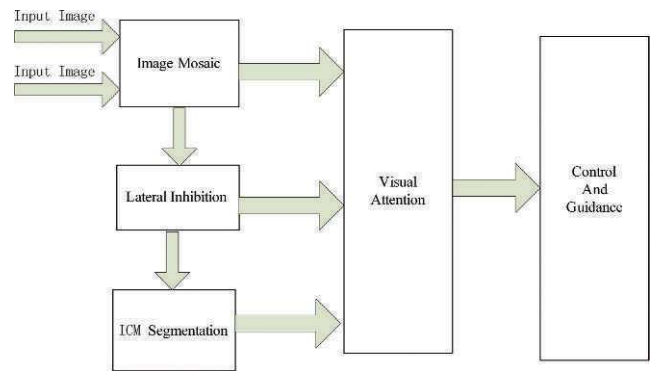 Input Image
Input Image
Image Mosaic
Lateral Inhibition
ICM Segmentation
Visual
Attention
Control
And
Guidance